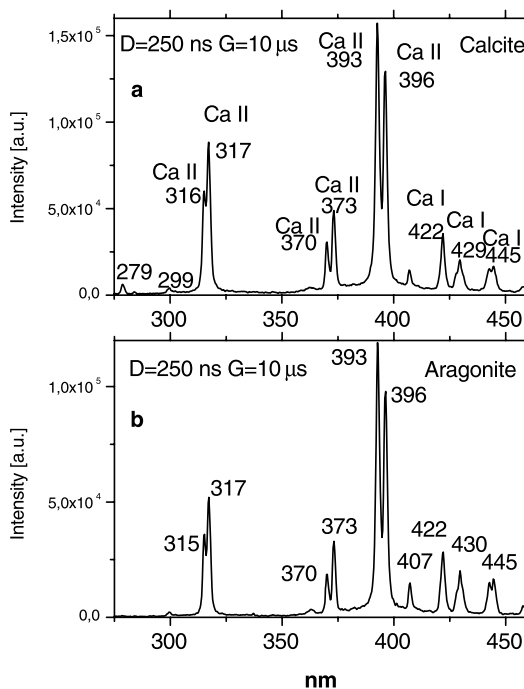 D=250 ns G=10 µs
Ca II
393
Ca II
396
Calcite
a
Ca II
317
Ca II
316
Ca II
373
Ca II
370
Ca I
422
Ca I
429
Ca I
445
279
299
Intensity [a.u.]
1,5x10⁵
1,0x10⁵
5,0x10⁴
0,0
300
350
400
450
D=250 ns G=10 µs
393
396
Aragonite
b
317
315
373
370
407
422
430
445
Intensity [a.u.]
1,0x10⁵
5,0x10⁴
0,0
300
350
400
450
nm